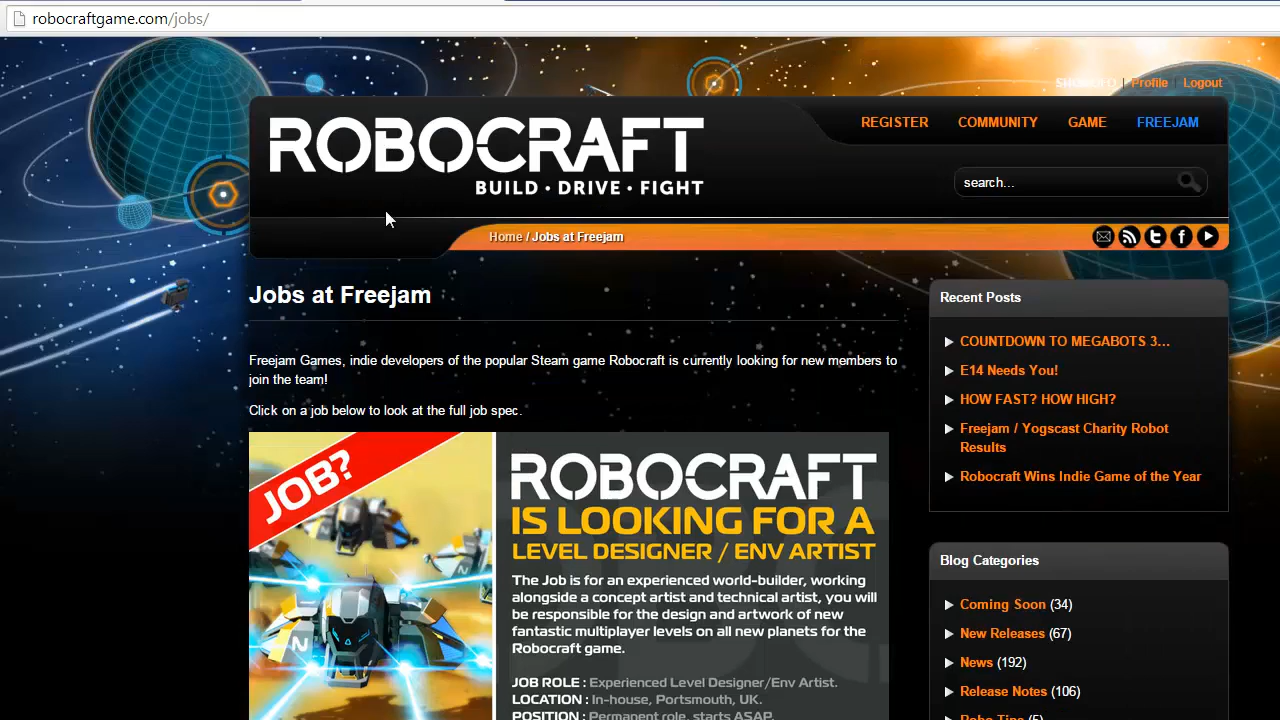 robocraftgame.com/jobs/
| Profile | Logout
ROBOCRAFT
BUILD · DRIVE · FIGHT
REGISTER COMMUNITY GAME FREEJAM
search...
Home / Jobs at Freejam
Jobs at Freejam
Freejam Games, indie developers of the popular Steam game Robocraft is currently looking for new members to
join the team!
Click on a job below to look at the full job spec.
JOB?
ROBOCRAFT
IS LOOKING FOR A
LEVEL DESIGNER / ENV ARTIST
The Job is for an experienced world-builder, working
alongside a concept artist and technical artist, you will
be responsible for the design and artwork of new
fantastic multiplayer levels on all new planets for the
Robocraft game.
JOB ROLE : Experienced Level Designer/Env Artist.
LOCATION : In-house, Portsmouth, UK.
POSITION : Permanent role, starts ASAP.
N
N
Recent Posts
COUNTDOWN TO MEGABOTS 3...
E14 Needs You!
HOW FAST? HOW HIGH?
Freejam / Yogscast Charity Robot
Results
Robocraft Wins Indie Game of the Year
Blog Categories
Coming Soon (34)
New Releases (67)
News (192)
Release Notes (106)
Robo Tips (5)